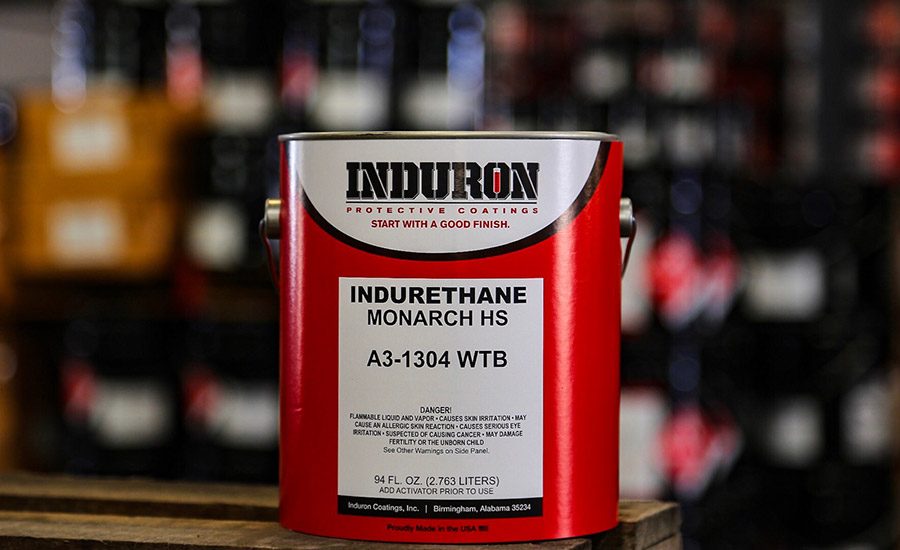 INDURON
PROTECTIVE COATINGS
START WITH A GOOD FINISH.
INDURETHANE
MONARCH HS
A3-1304 WTB
DANGER!
FLAMMABLE LIQUID AND VAPOR • CAUSES SKIN IRRITATION • MAY
CAUSE AN ALLERGIC SKIN REACTION • CAUSES SERIOUS EYE
IRRITATION • SUSPECTED OF CAUSING CANCER • MAY DAMAGE
FERTILITY OR THE UNBORN CHILD
See Other Warnings on Side Panel.
94 FL. OZ. (2.763 LITERS)
ADD ACTIVATOR PRIOR TO USE
Induron Coatings, Inc. | Birmingham, Alabama 35234
Proudly Made in the USA